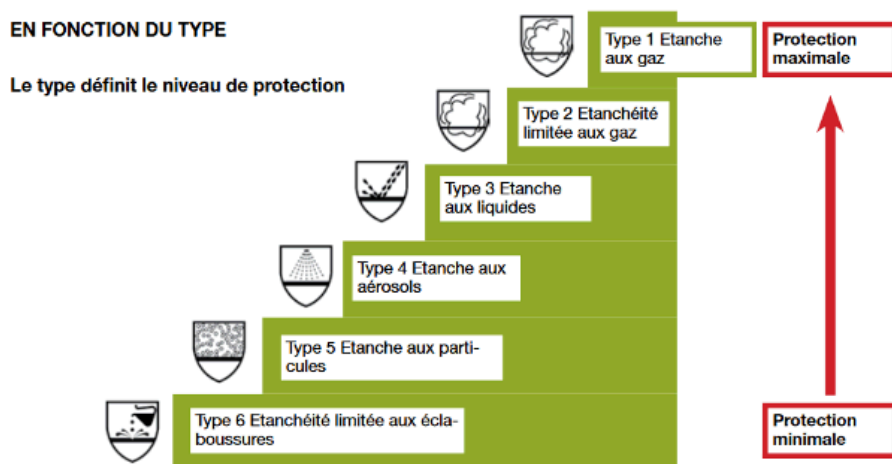 EN FONCTION DU TYPE
Le type définit le niveau de protection
Type 1 Etanche
aux gaz
Protection
maximale
Type 2 Etanchéité
limitée aux gaz
Type 3 Etanche
aux liquides
Type 4 Etanche aux
aérosols
Type 5 Etanche aux parti-
cules
Type 6 Etanchéité limitée aux écla-
boussures
Protection
minimale